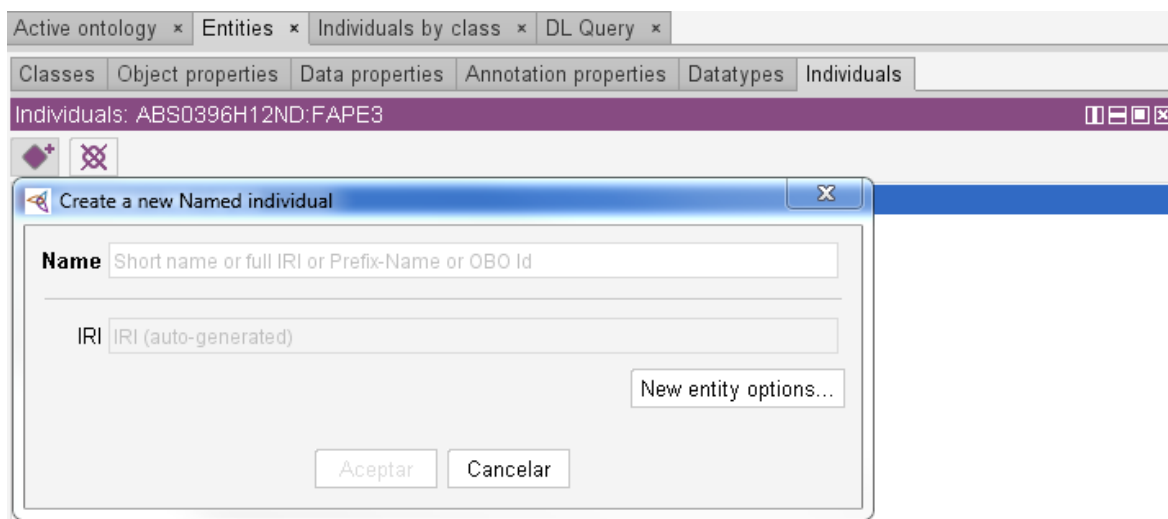 Active ontology × Entities × Individuals by class × DL Query ×
Classes Object properties Data properties Annotation properties Datatypes Individuals
Individuals: ABS0396H12ND:FAPE3
Create a new Named individual
Name Short name or full IRI or Prefix-Name or OBO Id
IRI IRI (auto-generated)
New entity options...
Aceptar Cancelar